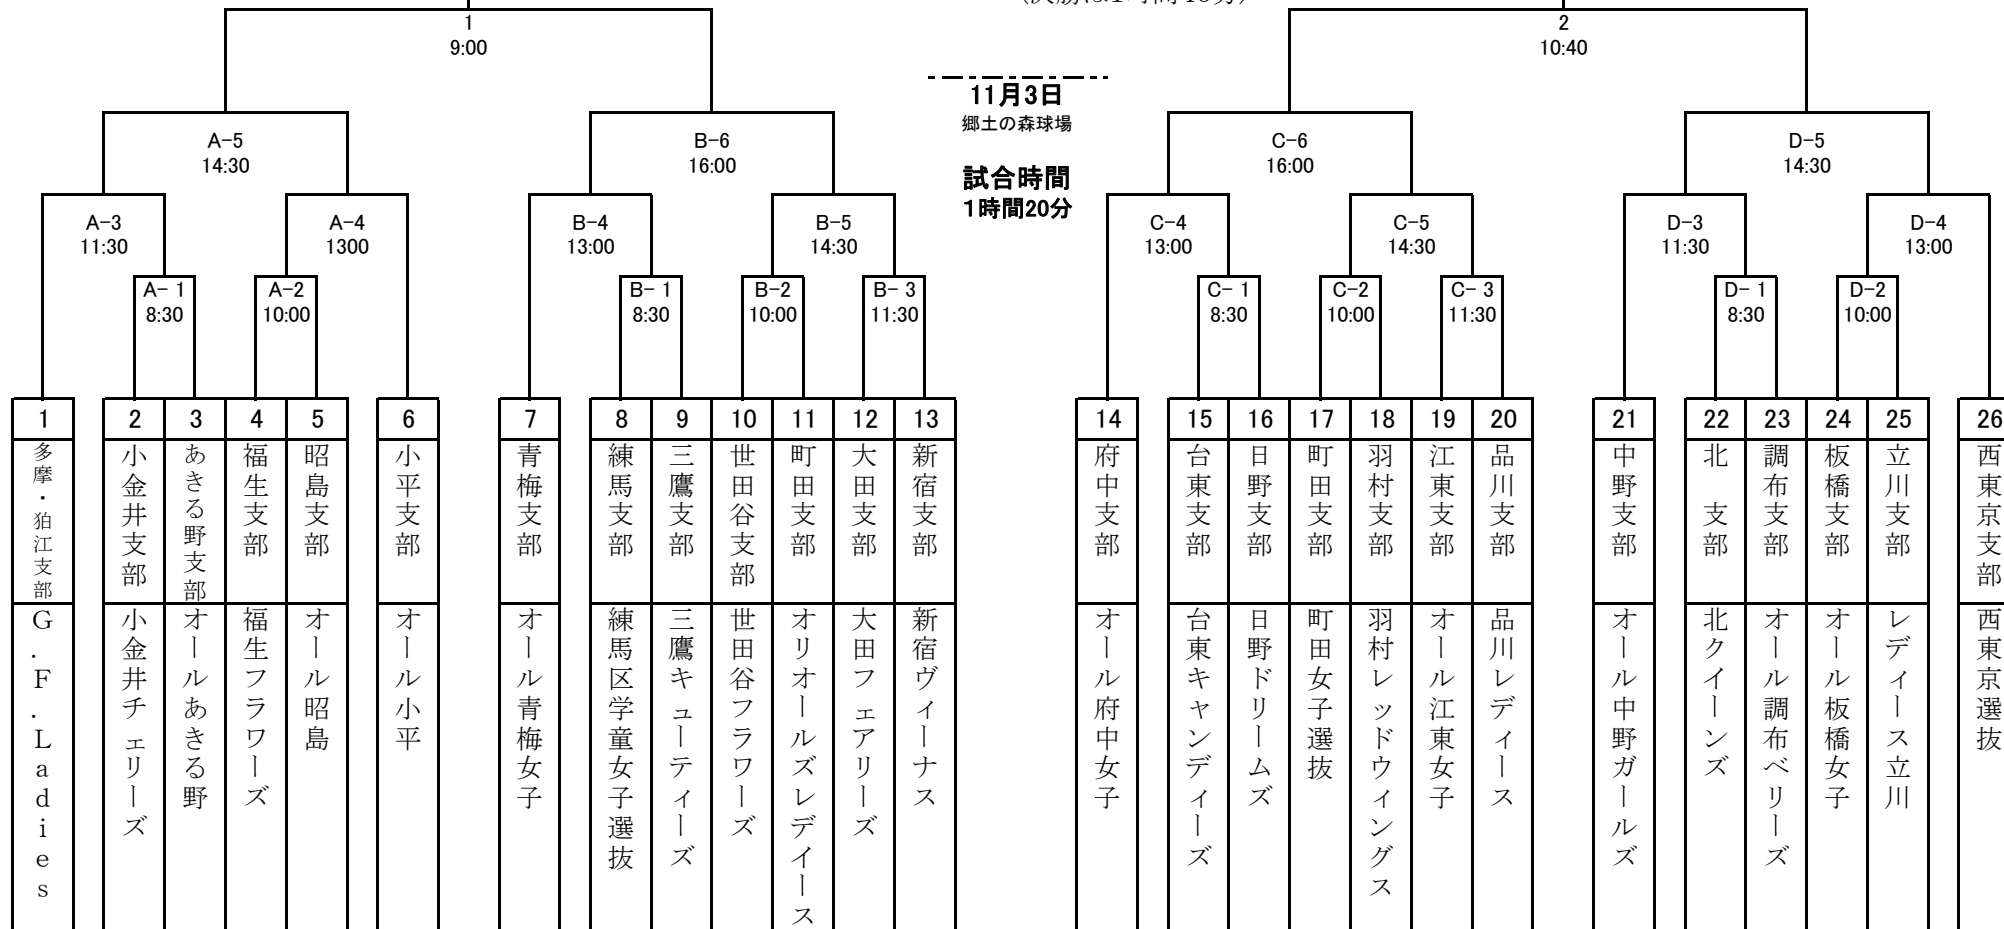 (決勝は1時間40分)
1
9:00
2
10:40
11月3日
郷土の森球場
試合時間
1時間20分
A-5
14:30
B-6
16:00
C-6
16:00
D-5
14:30
A-3
11:30
A-4
1300
B-4
13:00
B-5
14:30
C-4
13:00
C-5
14:30
D-3
11:30
D-4
13:00
A- 1
8:30
A-2
10:00
B- 1
8:30
B-2
10:00
B- 3
11:30
C- 1
8:30
C-2
10:00
C- 3
11:30
D- 1
8:30
D-2
10:00
1
多摩・狛江支部
G.F.Ladies
2
小金井支部
小金井チェリーズ
3
あきる野支部
オールあきる野
4
福生支部
福生フラワーズ
5
昭島支部
オール昭島
6
小平支部
オール小平
7
青梅支部
オール青梅女子
8
練馬支部
練馬区学童女子選抜
9
三鷹支部
三鷹キューティーズ
10
世田谷支部
世田谷フラワーズ
11
町田支部
オリオールズレデイース
12
大田支部
大田フェアリーズ
13
新宿支部
新宿ヴィーナス
14
府中支部
オール府中女子
15
台東支部
台東キャンディーズ
16
日野支部
日野ドリームズ
17
町田支部
町田女子選抜
18
羽村支部
羽村レッドウィングス
19
江東支部
オール江東女子
20
品川支部
品川レディース
21
中野支部
オール中野ガールズ
22
北 支部
北クイーンズ
23
調布支部
オール調布ベリーズ
24
板橋支部
オール板橋女子
25
立川支部
レディース立川
26
西東京支部
西東京選抜